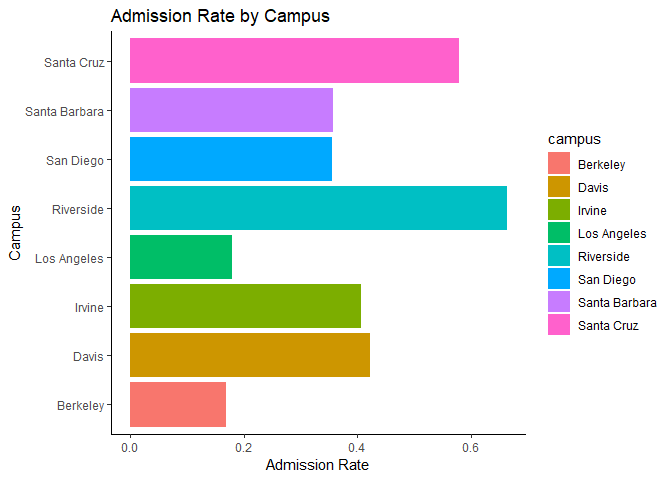 Admission Rate by Campus
Santa Cruz
Santa Barbara
San Diego
Riverside
Los Angeles
Irvine
Davis
Berkeley
Campus
0.0 0.2 0.4 0.6
Admission Rate
campus
Berkeley
Davis
Irvine
Los Angeles
Riverside
San Diego
Santa Barbara
Santa Cruz